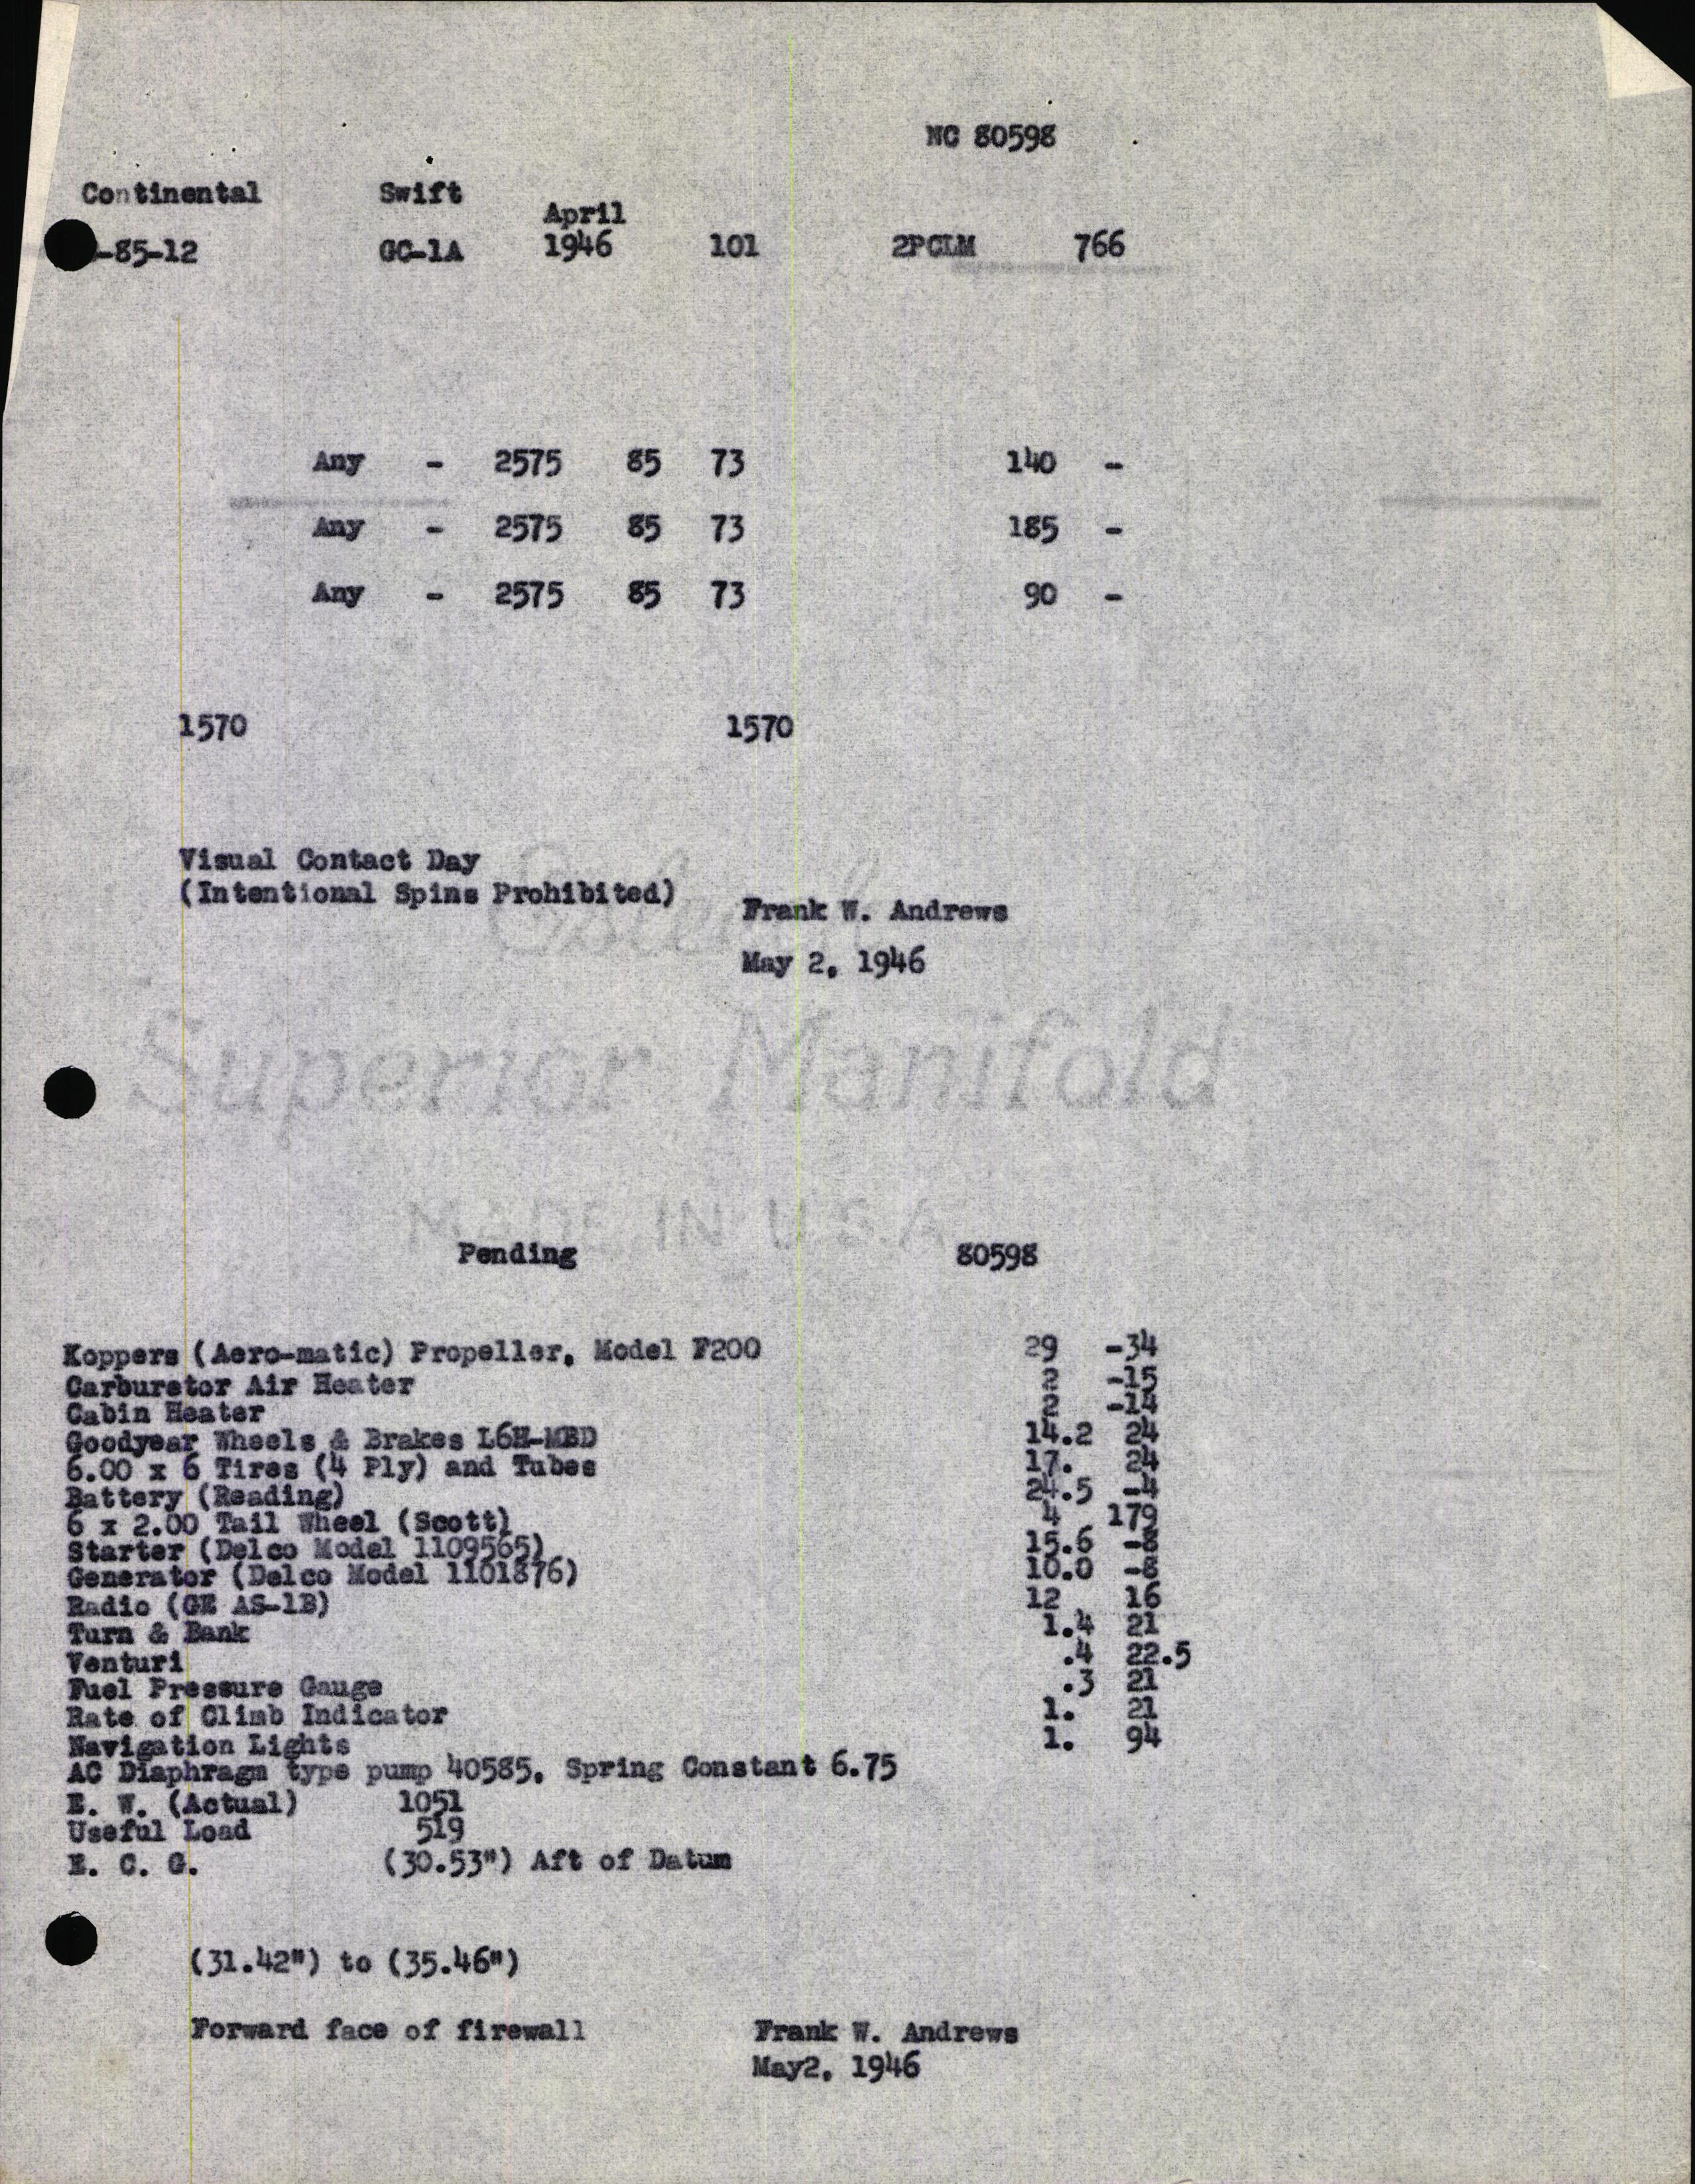 NC 80598
Continental Swift
April
-85-12 GC-1A 1946 101 2PCLM 766
Any - 2575 85 73 140 -
Any - 2575 85 73 185 -
Any - 2575 85 73 90 -
1570 1570
Visual Contact Day
(Intentional Spins Prohibited)
Frank W. Andrews
May 2, 1946
Superior Manifold
MADE IN U.S.A
Pending 80598
Koppers (Aero-matic) Propeller, Model F200 29 -34
Carburetor Air Heater 2 -15
Cabin Heater 2 -14
Goodyear Wheels & Brakes L6H-MBD 14.2 24
6.00 x 6 Tires (4 Ply) and Tubes 17. 24
Battery (Reading) 24.5 -4
6 x 2.00 Tail Wheel (Scott) 4 179
Starter (Delco Model 1109565) 15.6 -8
Generator (Delco Model 1101876) 10.0 -8
Radio (GE AS-1B) 12 16
Turn & Bank 1.4 21
Venturi .4 22.5
Fuel Pressure Gauge .3 21
Rate of Climb Indicator 1. 21
Navigation Lights 1. 94
AC Diaphragm type pump 40585, Spring Constant 6.75
E. W. (Actual) 1051
Useful Load 519
E. C. G. (30.53") Aft of Datum
(31.42") to (35.46")
Forward face of firewall Frank W. Andrews
May2, 1946